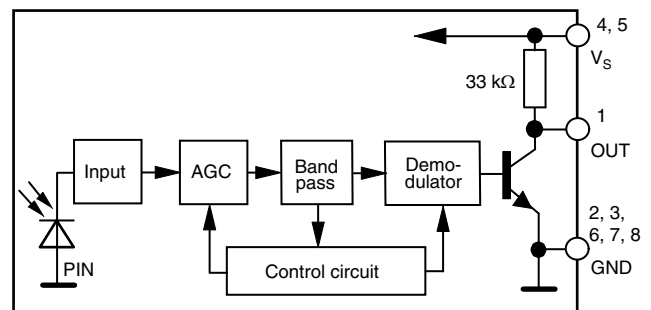 4, 5
V_S
33 kΩ
1
OUT
Input
AGC
Band
pass
Demo-
dulator
2, 3,
6, 7, 8
GND
PIN
Control circuit